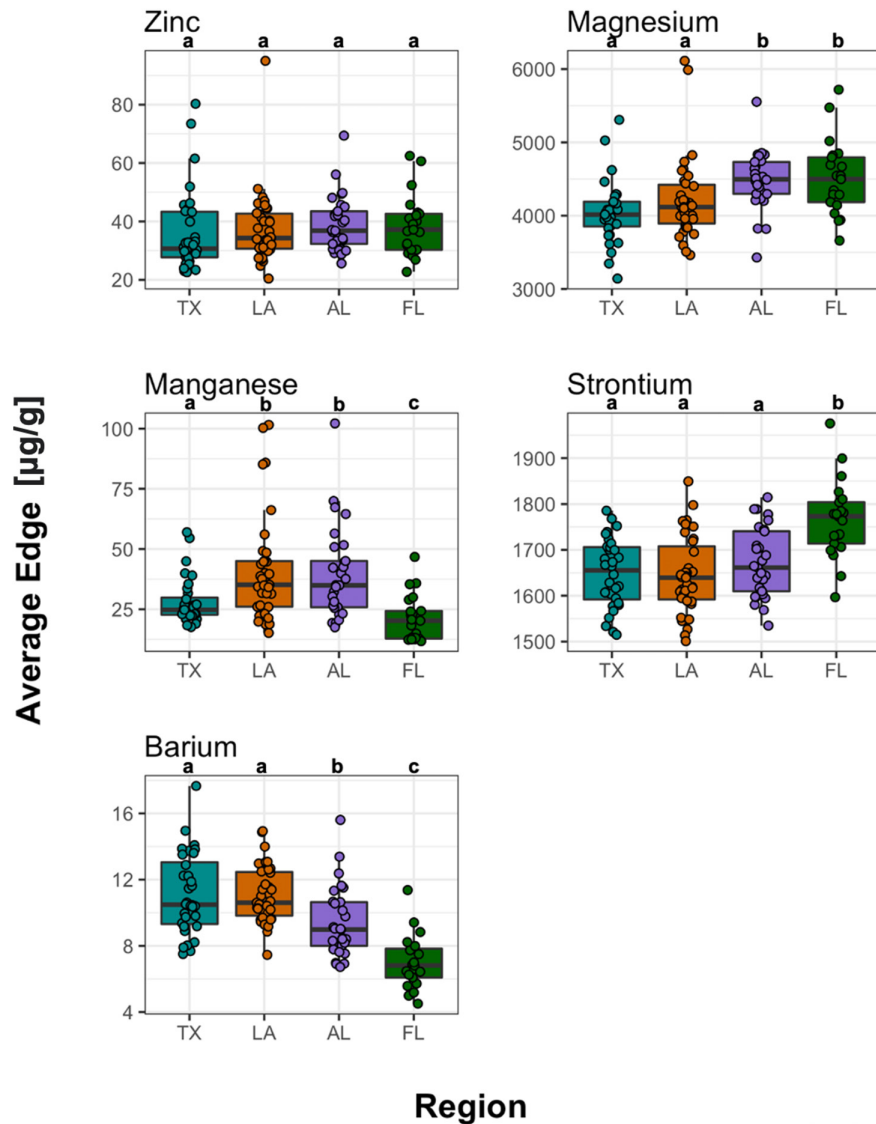 Zinc
a a a a
80
60
40
20
TX LA AL FL
Magnesium
a a b b
6000
5000
4000
3000
TX LA AL FL
Average Edge [µg/g]
Manganese
a b b c
100
75
50
25
TX LA AL FL
Strontium
a a a b
1900
1800
1700
1600
1500
TX LA AL FL
Barium
a a b c
16
12
8
4
TX LA AL FL
Region